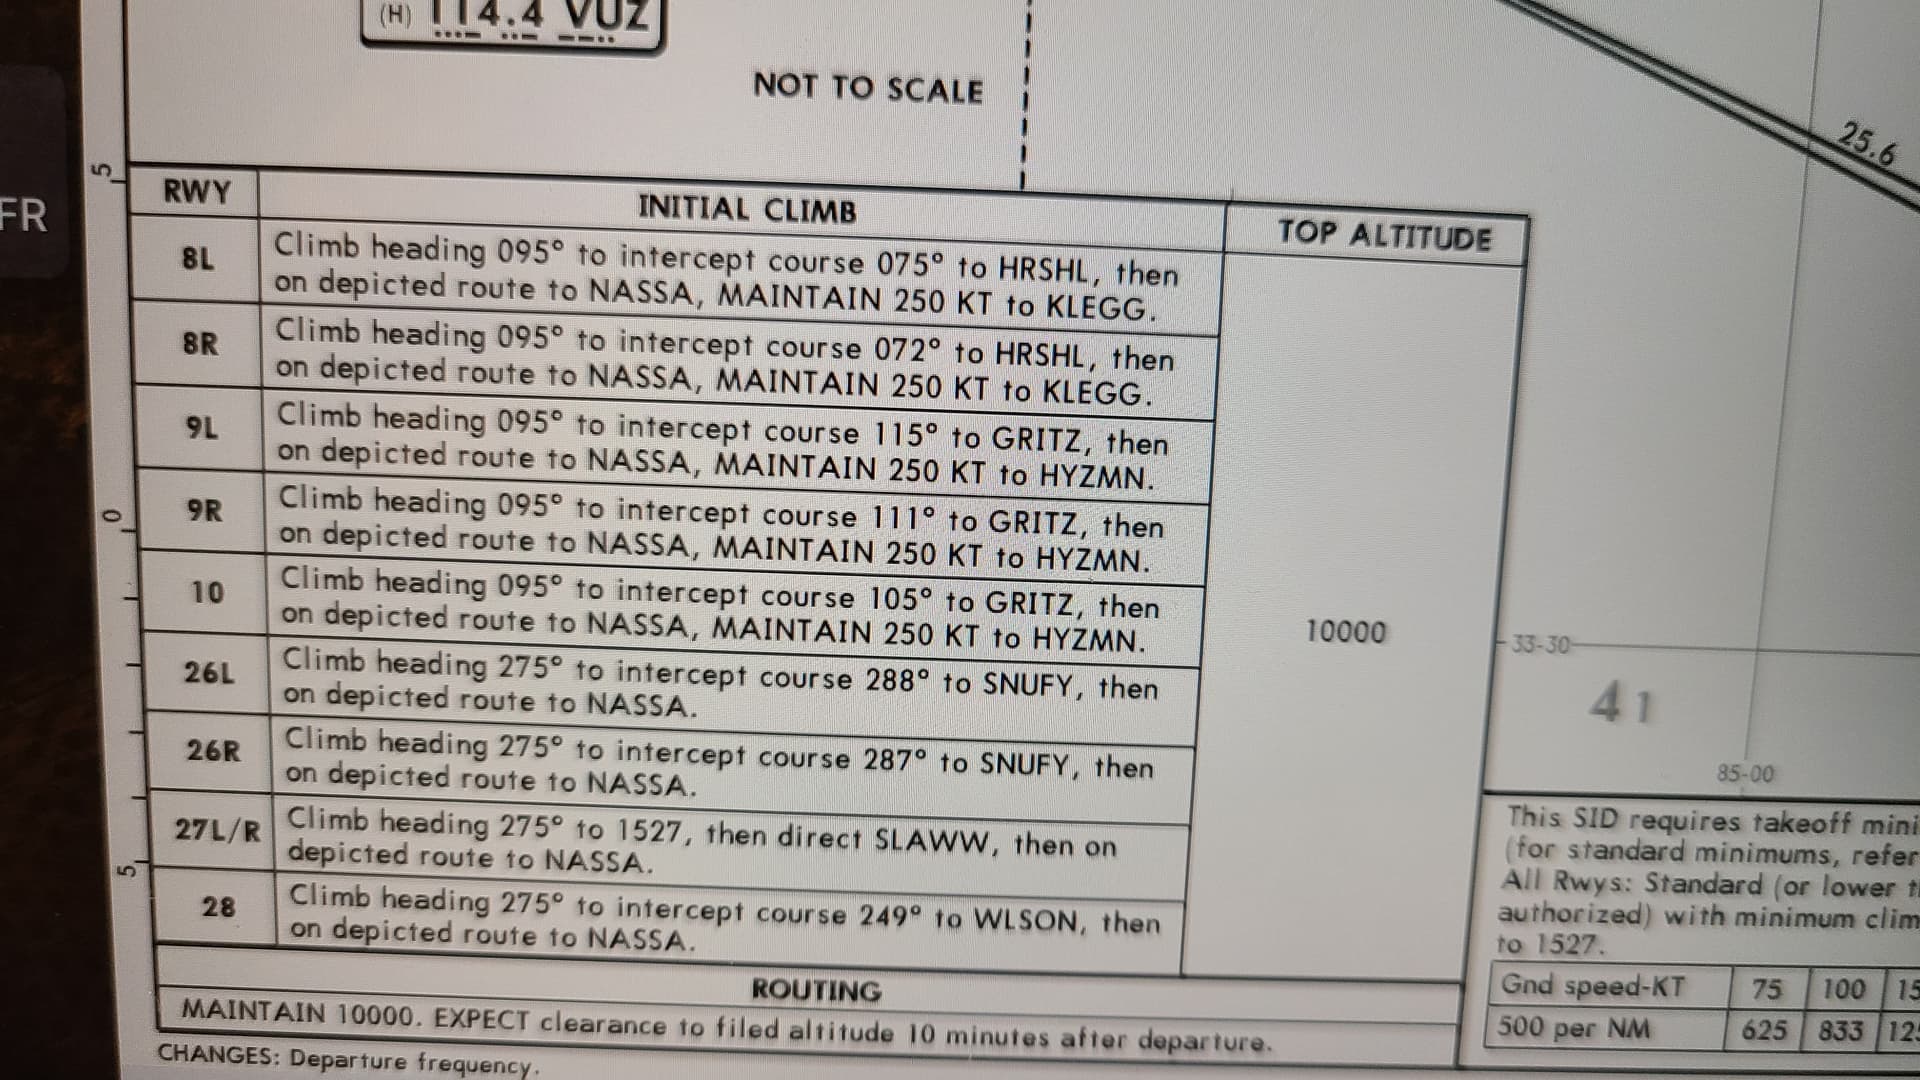 (H) 114.4 VUZ
NOT TO SCALE
25.6
5
FR
RWY INITIAL CLIMB TOP ALTITUDE
8L Climb heading 095° to intercept course 075° to HRSHL, then
on depicted route to NASSA, MAINTAIN 250 KT to KLEGG.
8R Climb heading 095° to intercept course 072° to HRSHL, then
on depicted route to NASSA, MAINTAIN 250 KT to KLEGG.
9L Climb heading 095° to intercept course 115° to GRITZ, then
on depicted route to NASSA, MAINTAIN 250 KT to HYZMN.
0
9R Climb heading 095° to intercept course 111° to GRITZ, then
on depicted route to NASSA, MAINTAIN 250 KT to HYZMN.
10 Climb heading 095° to intercept course 105° to GRITZ, then
on depicted route to NASSA, MAINTAIN 250 KT to HYZMN.
10000
26L Climb heading 275° to intercept course 288° to SNUFY, then
on depicted route to NASSA.
26R Climb heading 275° to intercept course 287° to SNUFY, then
on depicted route to NASSA.
27L/R Climb heading 275° to 1527, then direct SLAWW, then on
depicted route to NASSA.
5
28 Climb heading 275° to intercept course 249° to WLSON, then
on depicted route to NASSA.
ROUTING
MAINTAIN 10000. EXPECT clearance to filed altitude 10 minutes after departure.
CHANGES: Departure frequency.
33-30
41
85-00
This SID requires takeoff mini
(for standard minimums, refer
All Rwys: Standard (or lower
authorized) with minimum clim
to 1527.
Gnd speed-KT 75 100 15
500 per NM 625 833 12